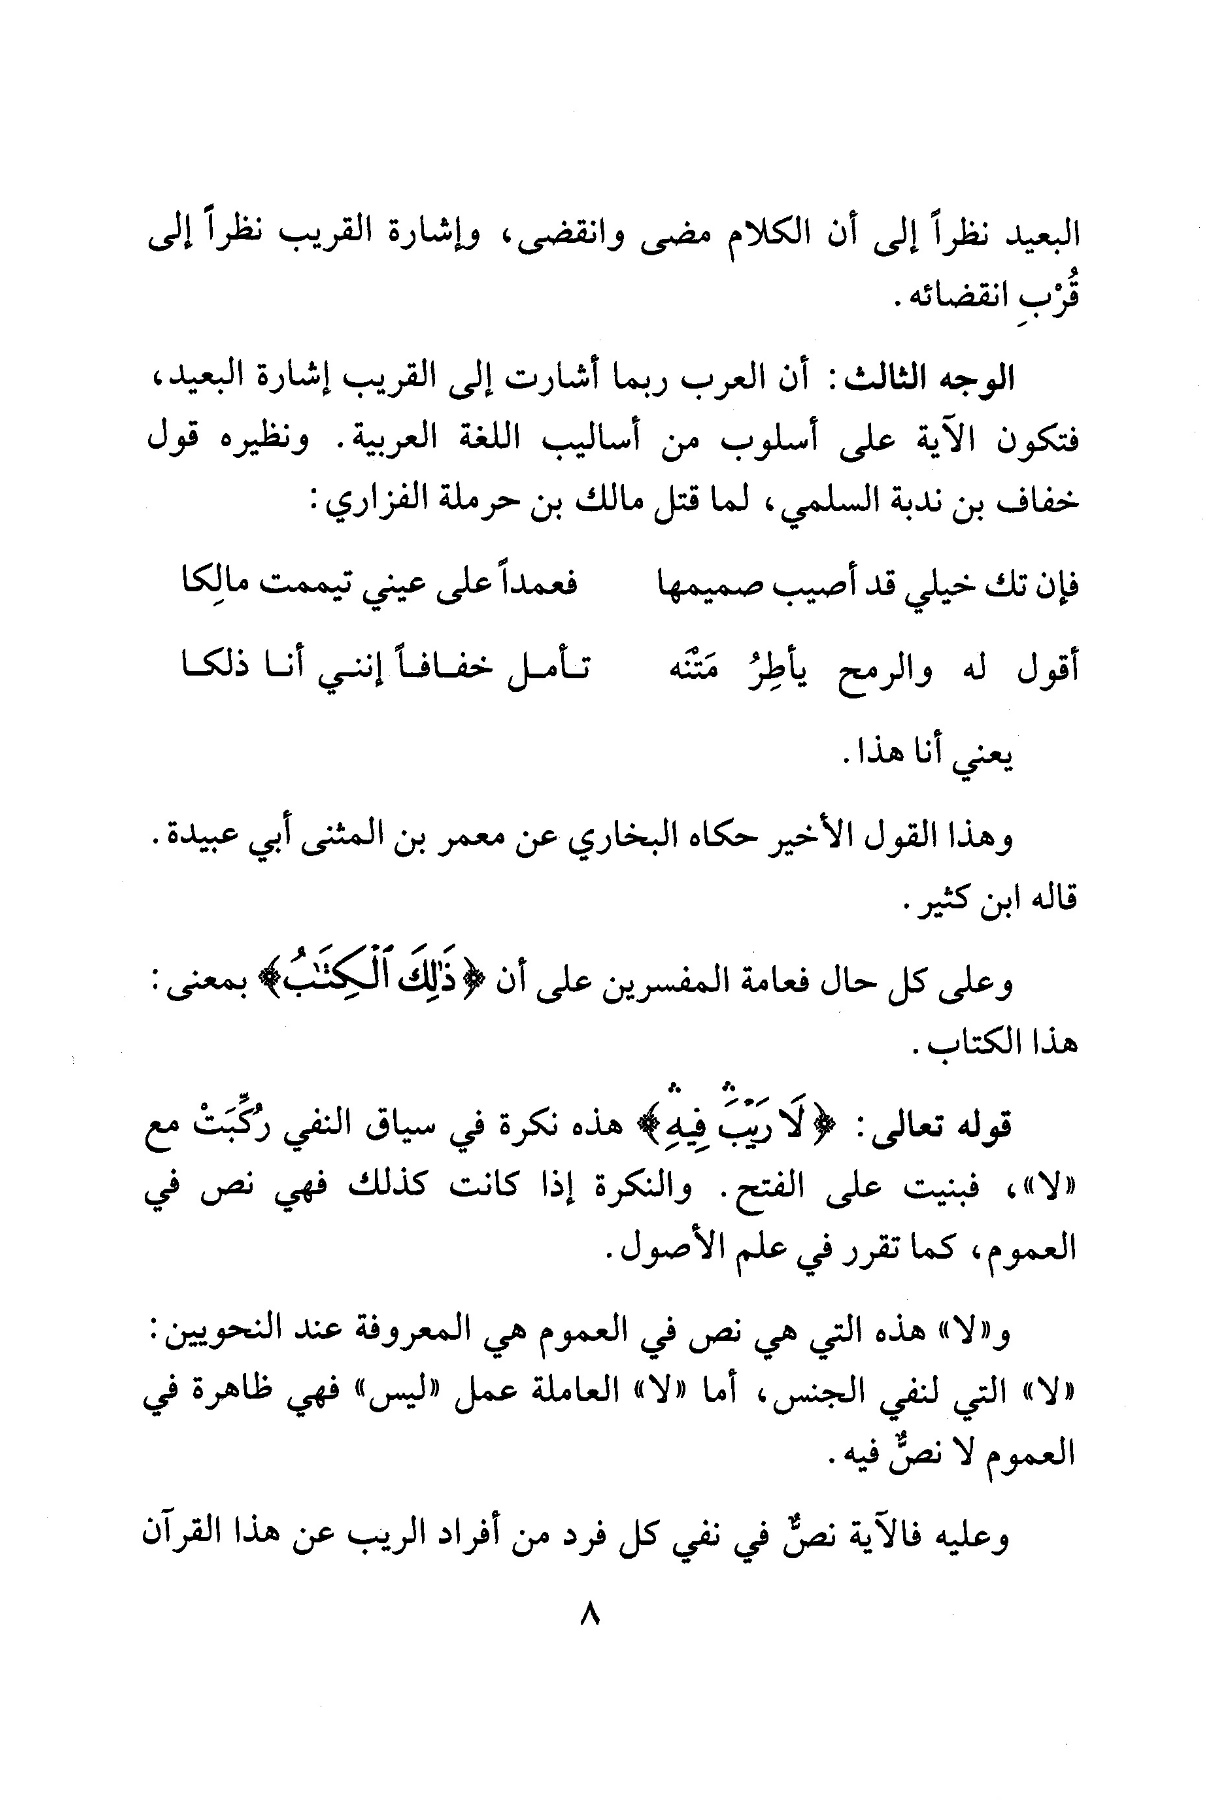 البعيد نظراً إلى أن الكلام مضى وانقضى، وإشارة القريب نظراً إلى
قُرْبِ انقضائه.
الوجه الثالث: أن العرب ربما أشارت إلى القريب إشارة البعيد،
فتكون الآية على أسلوب من أساليب اللغة العربية. ونظيره قول
خفاف بن ندبة السلمي، لما قتل مالك بن حرملة الفزاري:
فإن تك خيلي قد أصيب صميمها فعمداً على عيني تيممت مالِكا
أقول له والرمح يأطِرُ مَتْنَه تأمل خفافاً إنني أنا ذلكا
يعني أنا هذا.
وهذا القول الأخير حكاه البخاري عن معمر بن المثنى أبي عبيدة.
قاله ابن كثير.
وعلى كل حال فعامة المفسرين على أن ﴿ذَٰلِكَ ٱلْكِتَٰبُ﴾ بمعنى:
هذا الكتاب.
قوله تعالى: ﴿لَا رَيْبَۛ فِيهِۛ﴾ هذه نكرة في سياق النفي رُكِّبَتْ مع
«لا»، فبنيت على الفتح. والنكرة إذا كانت كذلك فهي نص في
العموم، كما تقرر في علم الأصول.
و«لا» هذه التي هي نص في العموم هي المعروفة عند النحويين:
«لا» التي لنفي الجنس، أما «لا» العاملة عمل «ليس» فهي ظاهرة في
العموم لا نصٌّ فيه.
وعليه فالآية نصٌّ في نفي كل فرد من أفراد الريب عن هذا القرآن
٨